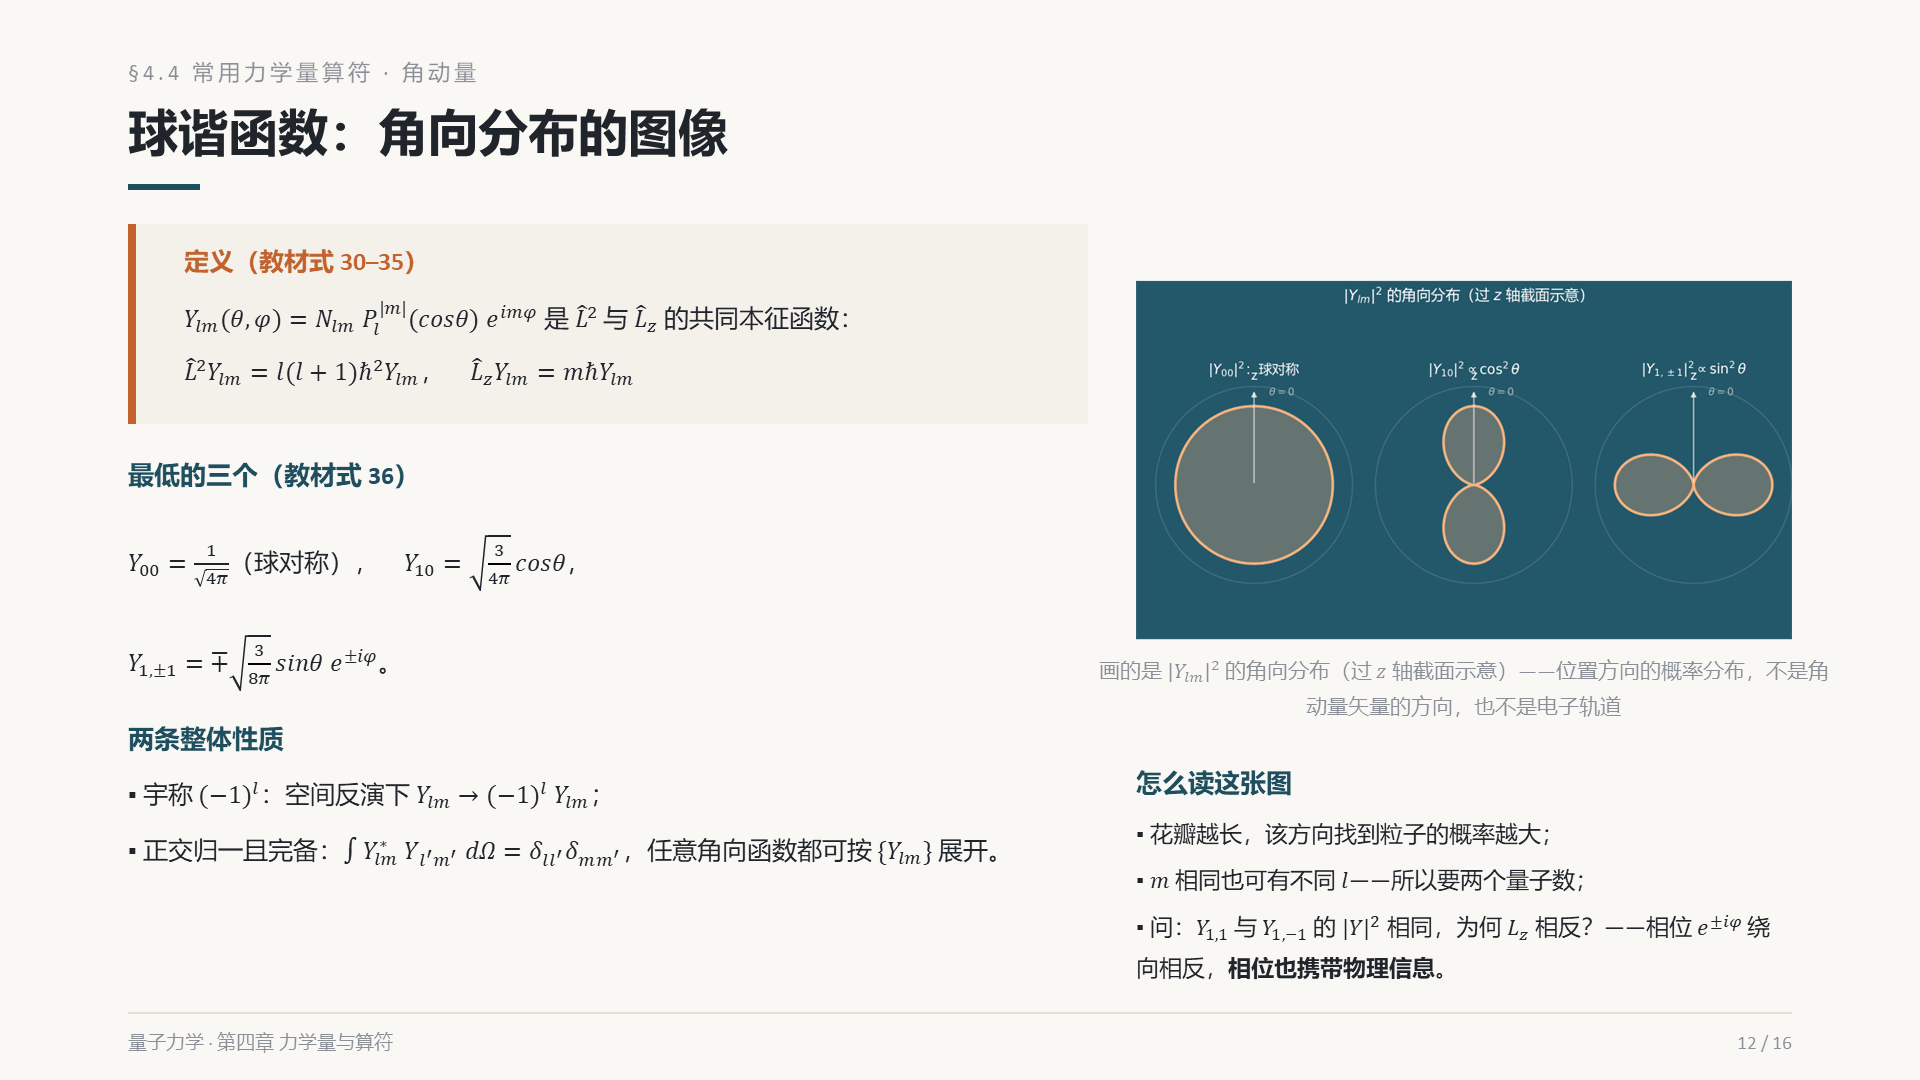 §4.4 常用力学量算符 · 角动量
球谐函数：角向分布的图像
定义（教材式 30–35）
Y_{lm}(θ,φ) = N_{lm} P_l^{|m|}(cosθ) e^{imφ} 是 L̂² 与 L̂_z 的共同本征函数：
L̂²Y_{lm} = l(l + 1)ħ²Y_{lm}， L̂_zY_{lm} = mħY_{lm}
最低的三个（教材式 36）
Y_{00} = 1/√(4π)（球对称）， Y_{10} = √(3/4π) cosθ，
Y_{1,±1} = ∓√(3/8π) sinθ e^{±iφ}。
两条整体性质
▪ 宇称 (−1)^l：空间反演下 Y_{lm} → (−1)^l Y_{lm}；
▪ 正交归一且完备：∫ Y*_{lm} Y_{l′m′} dΩ = δ_{ll′}δ_{mm′}，任意角向函数都可按 {Y_{lm}} 展开。
|Y_{lm}|² 的角向分布（过 z 轴截面示意）
|Y_{00}|²：球对称
z
θ=0
|Y_{10}|² ∝ cos² θ
z
θ=0
|Y_{1,±1}|² ∝ sin² θ
z
θ=0
画的是 |Y_{lm}|² 的角向分布（过 z 轴截面示意）——位置方向的概率分布，不是角
动量矢量的方向，也不是电子轨道
怎么读这张图
▪ 花瓣越长，该方向找到粒子的概率越大；
▪ m 相同也可有不同 l——所以要两个量子数；
▪ 问：Y_{1,1} 与 Y_{1,−1} 的 |Y|² 相同，为何 L_z 相反？——相位 e^{±iφ} 绕
向相反，相位也携带物理信息。
量子力学 · 第四章 力学量与算符
12 / 16